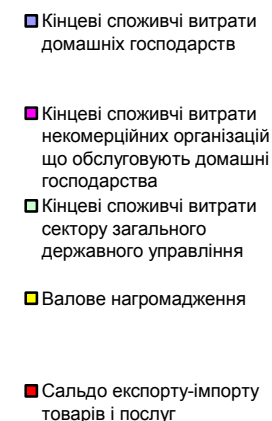 Кінцеві споживчі витрати
домашніх господарств
Кінцеві споживчі витрати
некомерційних організацій
що обслуговують домашні
господарства
Кінцеві споживчі витрати
сектору загального
державного управління
Валове нагромадження
Сальдо експорту-імпорту
товарів і послуг